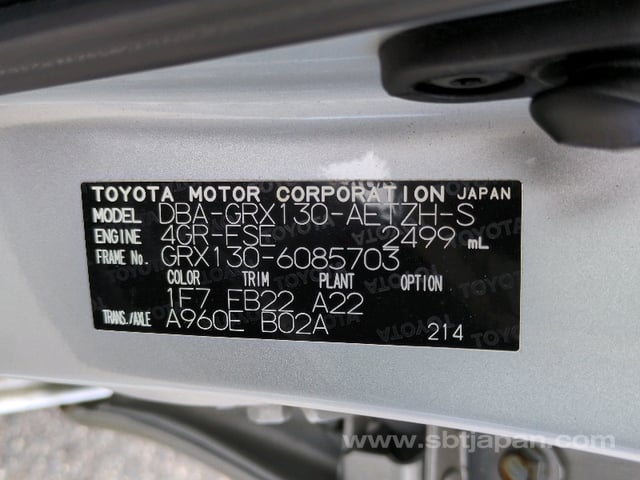 TOYOTA MOTOR CORPORATION JAPAN
MODEL DBA-GRX130-AETZH-S
ENGINE 4GR-FSE 2499 mL
FRAME No. GRX130-6085703
COLOR TRIM PLANT OPTION
1F7 FB22 A22
TRANS./AXLE A960E B02A 214
www.sbtjapan.com